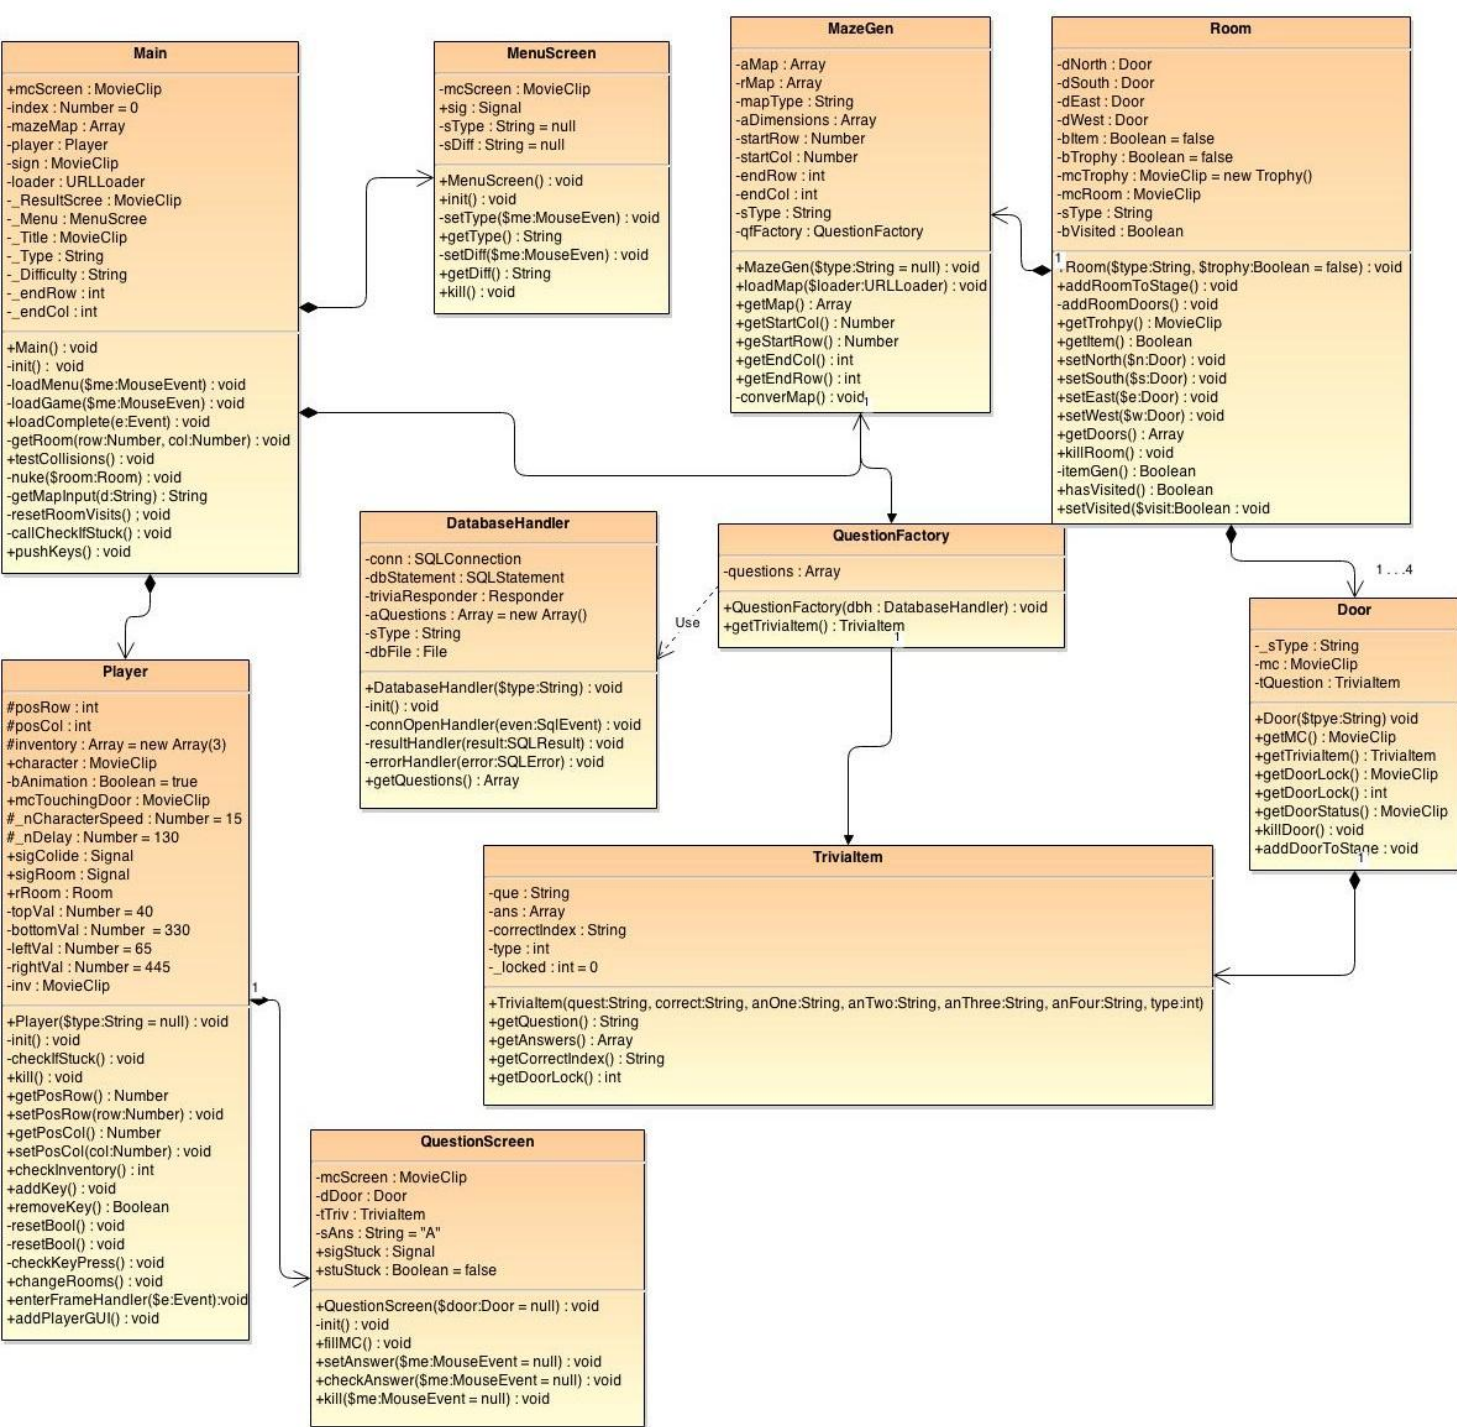 Main
+mcScreen : MovieClip
-index : Number = 0
-mazeMap : Array
-player : Player
-sign : MovieClip
-loader : URLLoader
-_ResultScree : MovieClip
-_Menu : MenuScree
-_Title : MovieClip
-_Type : String
-_Difficulty : String
-_endRow : int
-_endCol : int
+Main() : void
-init() : void
-loadMenu($me:MouseEvent) : void
-loadGame($me:MouseEven) : void
+loadComplete(e:Event) : void
-getRoom(row:Number, col:Number) : void
+testCollisions() : void
-nuke($room:Room) : void
-getMapInput(d:String) : String
-resetRoomVisits() ; void
-callCheckIfStuck() : void
+pushKeys() : void
MenuScreen
-mcScreen : MovieClip
+sig : Signal
-sType : String = null
-sDiff : String = null
+MenuScreen() : void
+init() : void
-setType($me:MouseEven) : void
+getType() : String
-setDiff($me:MouseEven) : void
+getDiff() : String
+kill() : void
MazeGen
-aMap : Array
-rMap : Array
-mapType : String
-aDimensions : Array
-startRow : Number
-startCol : Number
-endRow : int
-endCol : int
-sType : String
-qfFactory : QuestionFactory
+MazeGen($type:String = null) : void
+loadMap($loader:URLLoader) : void
+getMap() : Array
+getStartCol() : Number
+geStartRow() : Number
+getEndCol() : int
+getEndRow() : int
-converMap() : void
1
Room
-dNorth : Door
-dSouth : Door
-dEast : Door
-dWest : Door
-bItem : Boolean = false
-bTrophy : Boolean = false
-mcTrophy : MovieClip = new Trophy()
-mcRoom : MovieClip
-sType : String
-bVisited : Boolean
1
Room($type:String, $trophy:Boolean = false) : void
+addRoomToStage() : void
-addRoomDoors() : void
+getTrohpy() : MovieClip
+getItem() : Boolean
+setNorth($n:Door) : void
+setSouth($s:Door) : void
+setEast($e:Door) : void
+setWest($w:Door) : void
+getDoors() : Array
+killRoom() : void
-itemGen() : Boolean
+hasVisited() : Boolean
+setVisited($visit:Boolean : void
DatabaseHandler
-conn : SQLConnection
-dbStatement : SQLStatement
-triviaResponder : Responder
-aQuestions : Array = new Array()
-sType : String
-dbFile : File
+DatabaseHandler($type:String) : void
-init() : void
-connOpenHandler(even:SqlEvent) : void
-resultHandler(result:SQLResult) : void
-errorHandler(error:SQLError) : void
+getQuestions() : Array
Use
QuestionFactory
-questions : Array
+QuestionFactory(dbh : DatabaseHandler) : void
+getTriviaItem() : TriviaItem
1
1 . . .4
Door
-_sType : String
-mc : MovieClip
-tQuestion : TriviaItem
+Door($tpye:String) void
+getMC() : MovieClip
+getTriviaItem() : TriviaItem
+getDoorLock() : MovieClip
+getDoorLock() : int
+getDoorStatus() : MovieClip
+killDoor() : void
+addDoorToStage : void
1
Player
#posRow : int
#posCol : int
#inventory : Array = new Array(3)
+character : MovieClip
-bAnimation : Boolean = true
+mcTouchingDoor : MovieClip
#_nCharacterSpeed : Number = 15
#_nDelay : Number = 130
+sigColide : Signal
+sigRoom : Signal
+rRoom : Room
-topVal : Number = 40
-bottomVal : Number = 330
-leftVal : Number = 65
-rightVal : Number = 445
-inv : MovieClip
1
+Player($type:String = null) : void
-init() : void
-checkIfStuck() : void
+kill() : void
+getPosRow() : Number
+setPosRow(row:Number) : void
+getPosCol() : Number
+setPosCol(col:Number) : void
+checkInventory() : int
+addKey() : void
+removeKey() : Boolean
-resetBool() : void
-resetBool() : void
-checkKeyPress() : void
+changeRooms() : void
+enterFrameHandler($e:Event):void
+addPlayerGUI() : void
TriviaItem
-que : String
-ans : Array
-correctIndex : String
-type : int
-_locked : int = 0
+TriviaItem(quest:String, correct:String, anOne:String, anTwo:String, anThree:String, anFour:String, type:int)
+getQuestion() : String
+getAnswers() : Array
+getCorrectIndex() : String
+getDoorLock() : int
QuestionScreen
-mcScreen : MovieClip
-dDoor : Door
-tTriv : TriviaItem
-sAns : String = "A"
+sigStuck : Signal
+stuStuck : Boolean = false
+QuestionScreen($door:Door = null) : void
-init() : void
+fillMC() : void
+setAnswer($me:MouseEvent = null) : void
+checkAnswer($me:MouseEvent = null) : void
+kill($me:MouseEvent = null) : void